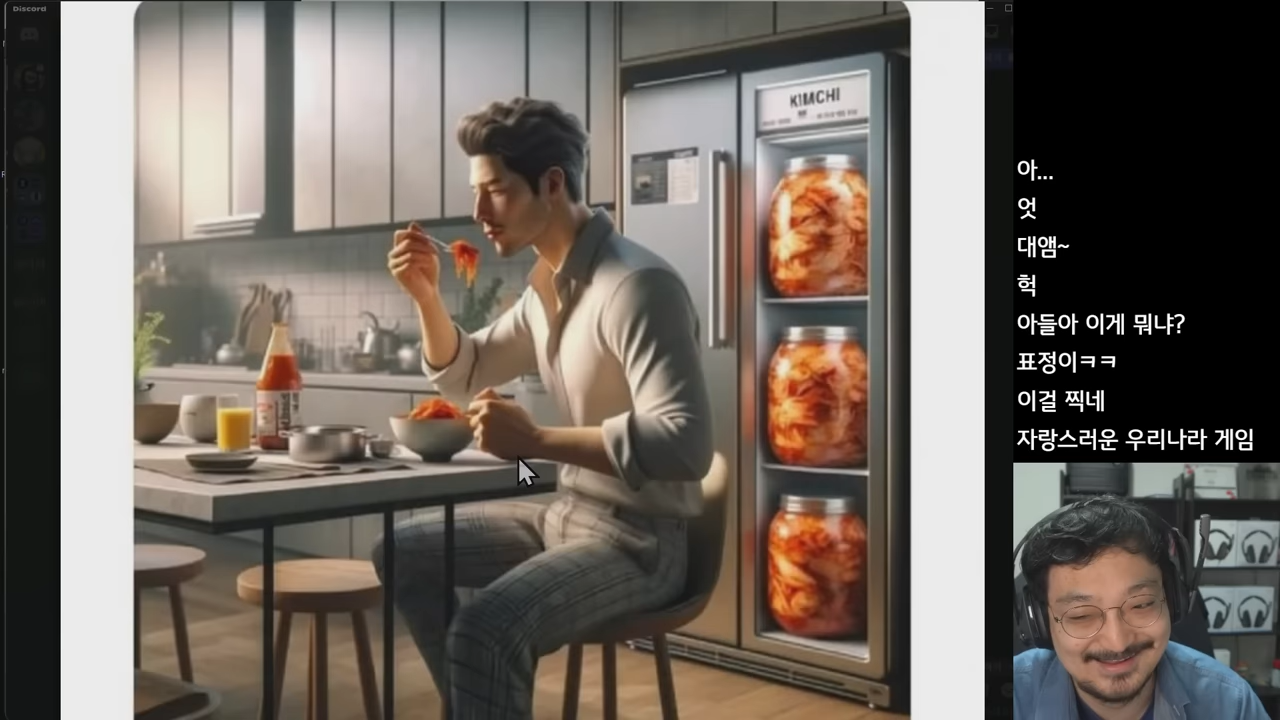 Discord
KIMCHI
아...
엇
대앰~
헉
아들아 이게 뭐냐?
표정이ㅋㅋ
이걸 찍네
자랑스러운 우리나라 게임